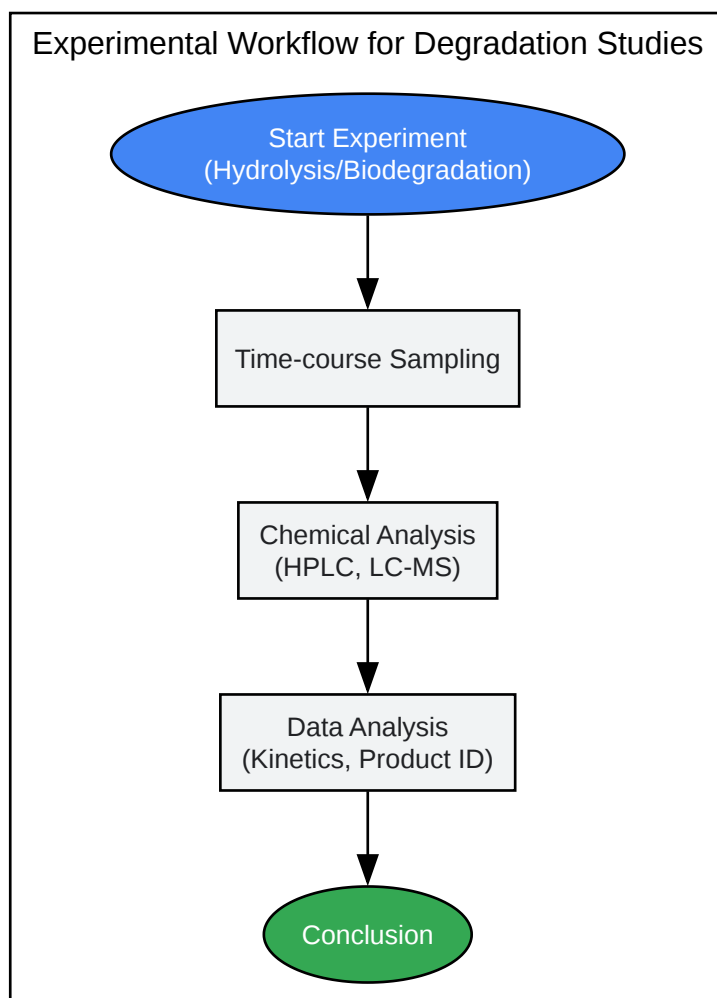 Experimental Workflow for Degradation Studies
Start Experiment
(Hydrolysis/Biodegradation)
Time-course Sampling
Chemical Analysis
(HPLC, LC-MS)
Data Analysis
(Kinetics, Product ID)
Conclusion